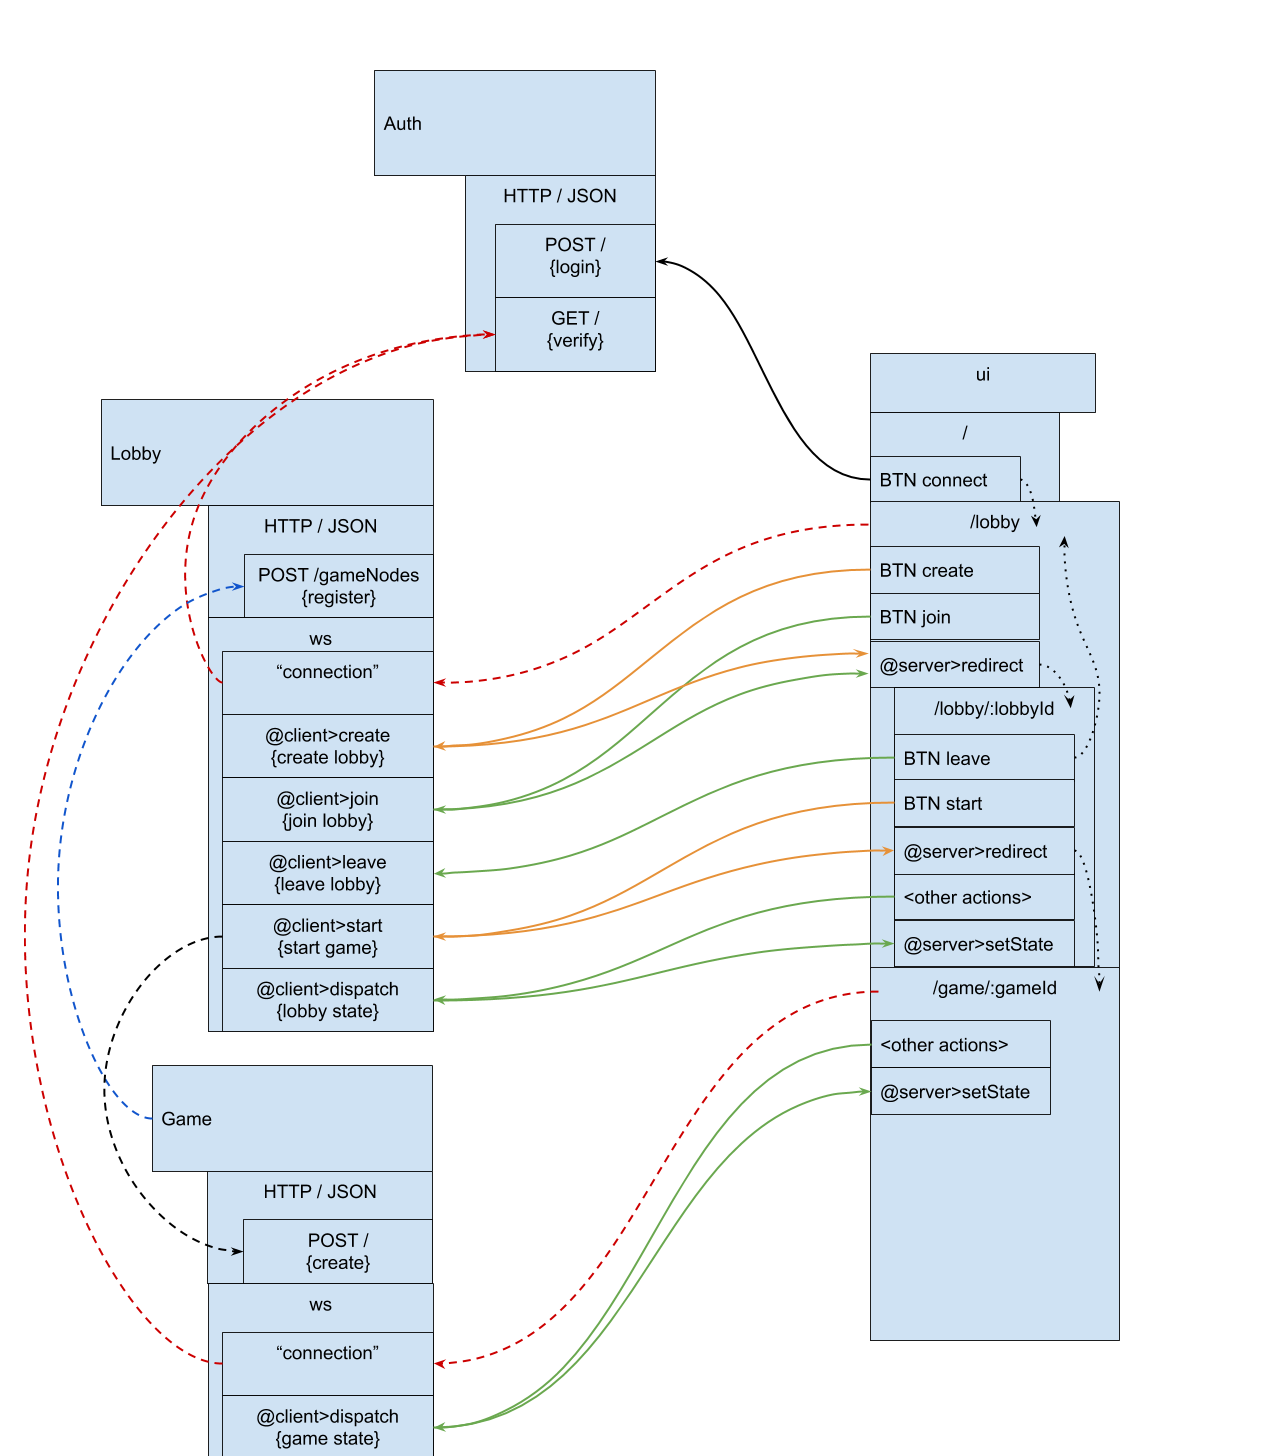 Auth
HTTP / JSON
POST /
{login}
GET /
{verify}
Lobby
HTTP / JSON
POST /gameNodes
{register}
ws
“connection”
@client>create
{create lobby}
@client>join
{join lobby}
@client>leave
{leave lobby}
@client>start
{start game}
@client>dispatch
{lobby state}
Game
HTTP / JSON
POST /
{create}
ws
“connection”
@client>dispatch
{game state}
ui
/
BTN connect
/lobby
BTN create
BTN join
@server>redirect
/lobby/:lobbyId
BTN leave
BTN start
@server>redirect
<other actions>
@server>setState
/game/:gameId
<other actions>
@server>setState